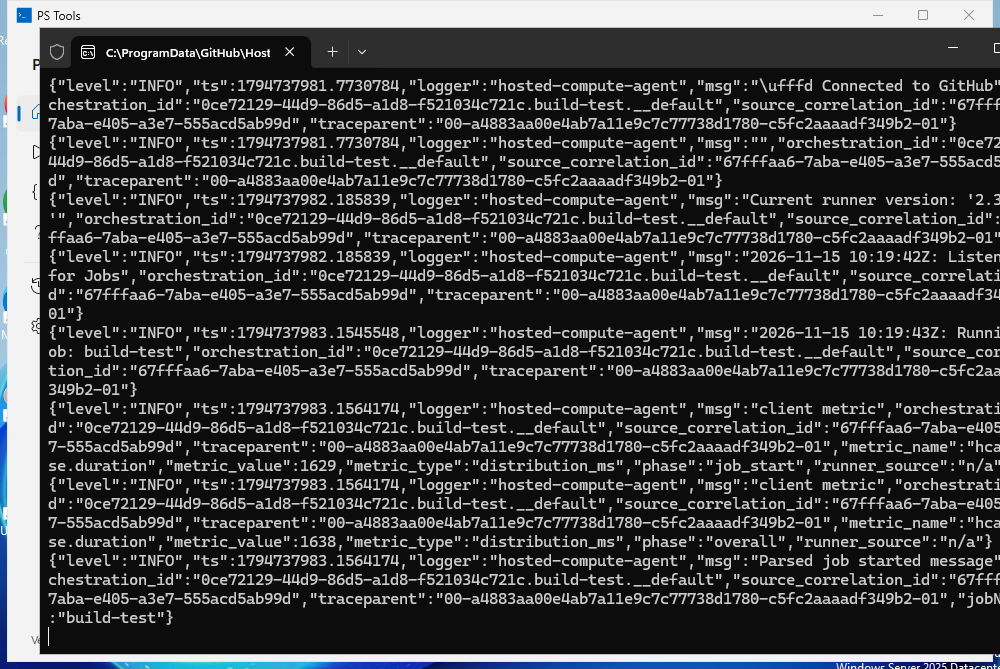 PS Tools
C:\ProgramData\GitHub\Host
{"level":"INFO","ts":1794737981.7730784,"logger":"hosted-compute-agent","msg":"\ufffd Connected to GitHub"
chestration_id":"0ce72129-44d9-86d5-a1d8-f521034c721c.build-test.__default","source_correlation_id":"67fff
7aba-e405-a3e7-555acd5ab99d","traceparent":"00-a4883aa00e4ab7a11e9c7c77738d1780-c5fc2aaaadf349b2-01"}
{"level":"INFO","ts":1794737981.7730784,"logger":"hosted-compute-agent","msg":"","orchestration_id":"0ce72
44d9-86d5-a1d8-f521034c721c.build-test.__default","source_correlation_id":"67fffaa6-7aba-e405-a3e7-555acd5
d","traceparent":"00-a4883aa00e4ab7a11e9c7c77738d1780-c5fc2aaaadf349b2-01"}
{"level":"INFO","ts":1794737982.185839,"logger":"hosted-compute-agent","msg":"Current runner version: '2.3
'","orchestration_id":"0ce72129-44d9-86d5-a1d8-f521034c721c.build-test.__default","source_correlation_id":
ffaa6-7aba-e405-a3e7-555acd5ab99d","traceparent":"00-a4883aa00e4ab7a11e9c7c77738d1780-c5fc2aaaadf349b2-01"
{"level":"INFO","ts":1794737982.185839,"logger":"hosted-compute-agent","msg":"2026-11-15 10:19:42Z: Listen
for Jobs","orchestration_id":"0ce72129-44d9-86d5-a1d8-f521034c721c.build-test.__default","source_correlati
d":"67fffaa6-7aba-e405-a3e7-555acd5ab99d","traceparent":"00-a4883aa00e4ab7a11e9c7c77738d1780-c5fc2aaaadf34
01"}
{"level":"INFO","ts":1794737983.1545548,"logger":"hosted-compute-agent","msg":"2026-11-15 10:19:43Z: Runni
ob: build-test","orchestration_id":"0ce72129-44d9-86d5-a1d8-f521034c721c.build-test.__default","source_cor
tion_id":"67fffaa6-7aba-e405-a3e7-555acd5ab99d","traceparent":"00-a4883aa00e4ab7a11e9c7c77738d1780-c5fc2aa
349b2-01"}
{"level":"INFO","ts":1794737983.1564174,"logger":"hosted-compute-agent","msg":"client metric","orchestrati
d":"0ce72129-44d9-86d5-a1d8-f521034c721c.build-test.__default","source_correlation_id":"67fffaa6-7aba-e405
7-555acd5ab99d","traceparent":"00-a4883aa00e4ab7a11e9c7c77738d1780-c5fc2aaaadf349b2-01","metric_name":"hca
se.duration","metric_value":1629,"metric_type":"distribution_ms","phase":"job_start","runner_source":"n/a"
{"level":"INFO","ts":1794737983.1564174,"logger":"hosted-compute-agent","msg":"client metric","orchestrati
d":"0ce72129-44d9-86d5-a1d8-f521034c721c.build-test.__default","source_correlation_id":"67fffaa6-7aba-e405
7-555acd5ab99d","traceparent":"00-a4883aa00e4ab7a11e9c7c77738d1780-c5fc2aaaadf349b2-01","metric_name":"hca
se.duration","metric_value":1638,"metric_type":"distribution_ms","phase":"overall","runner_source":"n/a"}
{"level":"INFO","ts":1794737983.1564174,"logger":"hosted-compute-agent","msg":"Parsed job started message"
chestration_id":"0ce72129-44d9-86d5-a1d8-f521034c721c.build-test.__default","source_correlation_id":"67fff
7aba-e405-a3e7-555acd5ab99d","traceparent":"00-a4883aa00e4ab7a11e9c7c77738d1780-c5fc2aaaadf349b2-01","jobN
:"build-test"}
Windows Server 2025 Datacent